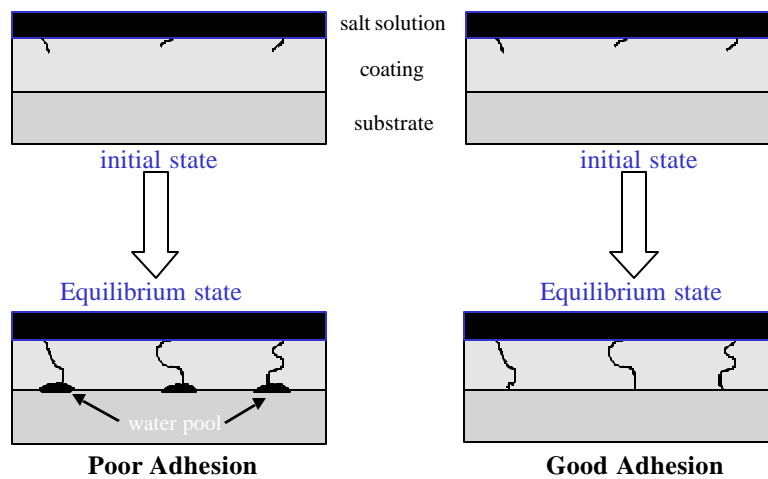 salt solution
coating
substrate
initial state
initial state
Equilibrium state
Equilibrium state
water pool
Poor Adhesion
Good Adhesion